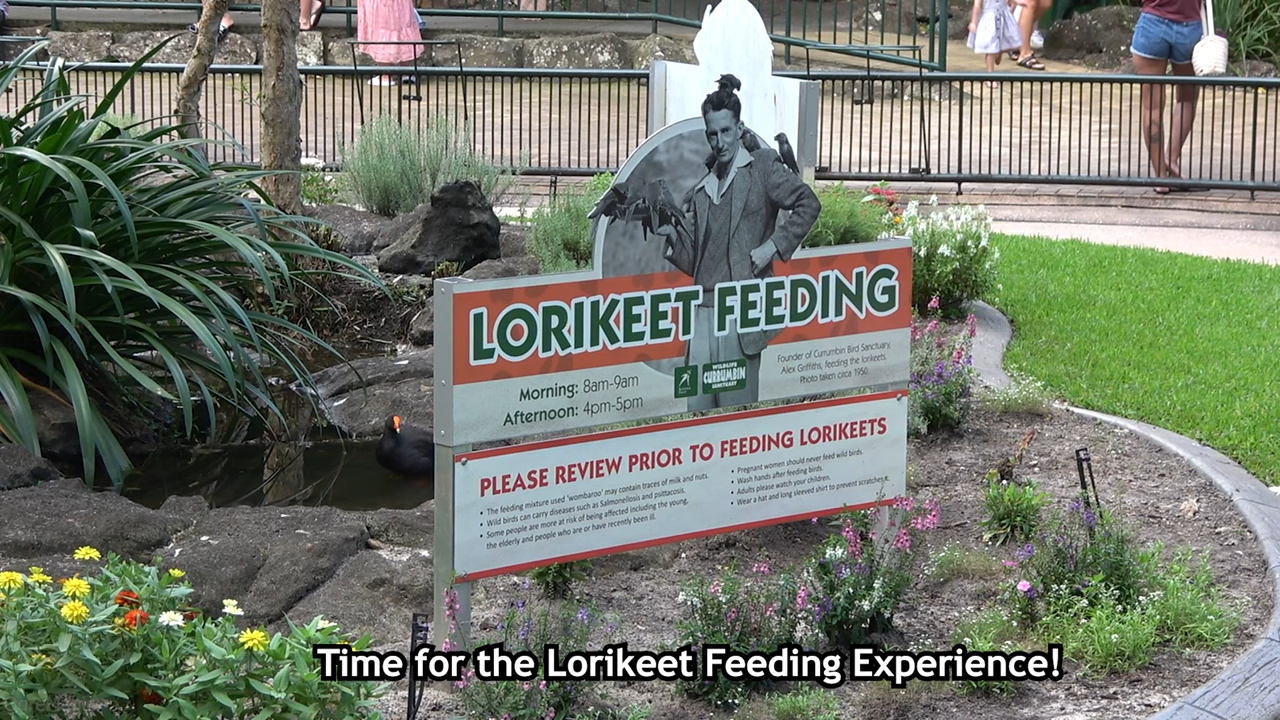 LORIKEET FEEDING
Morning: 8am-9am
Afternoon: 4pm-5pm
WILDLIFE
CURRUMBIN
SANCTUARY
Founder of Currumbin Bird Sanctuary,
Alex Griffiths, feeding the lorikeets.
Photo taken circa 1950.
PLEASE REVIEW PRIOR TO FEEDING LORIKEETS
• The feeding mixture used 'wombaroo' may contain traces of milk and nuts.
• Wild birds can carry diseases such as Salmonellosis and psittacosis.
• Some people are more at risk of being affected including the young,
the elderly and people who are or have recently been ill.
• Pregnant women should never feed wild birds.
• Wash hands after feeding birds.
• Adults please watch your children.
• Wear a hat and long sleeved shirt to prevent scratches.
Time for the Lorikeet Feeding Experience!